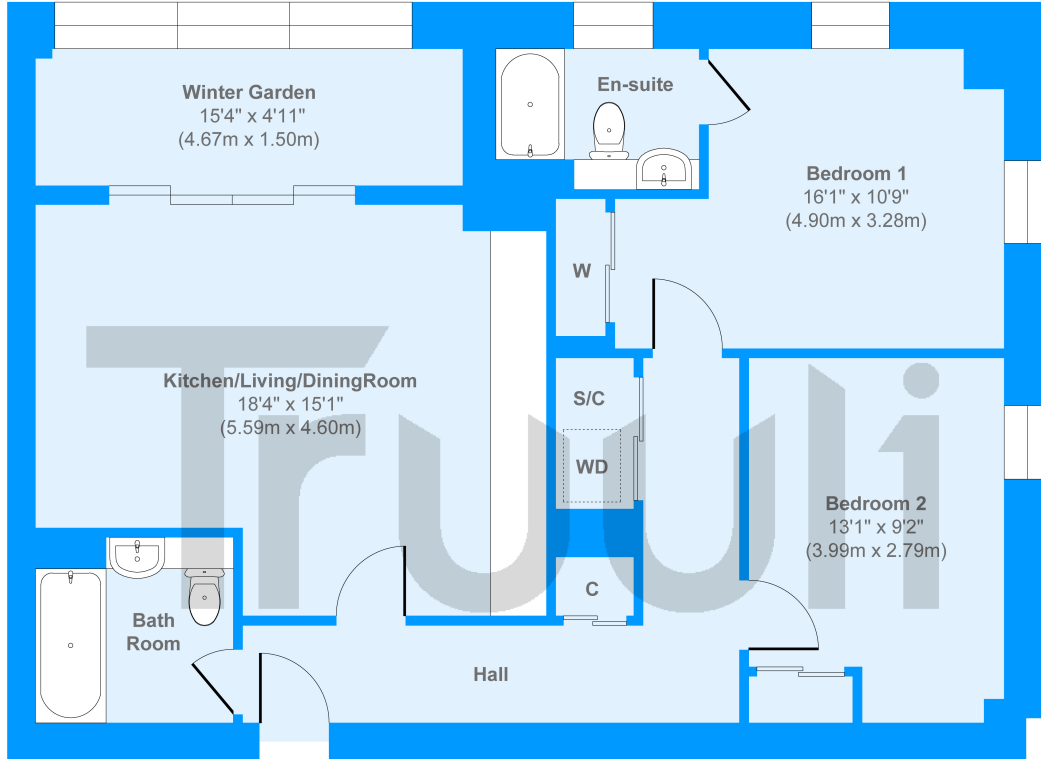 Winter Garden
15'4" x 4'11"
(4.67m x 1.50m)
En-suite
Bedroom 1
16'1" x 10'9"
(4.90m x 3.28m)
W
Kitchen/Living/DiningRoom
18'4" x 15'1"
(5.59m x 4.60m)
S/C
WD
Bedroom 2
13'1" x 9'2"
(3.99m x 2.79m)
C
Bath
Room
Hall
Truuli